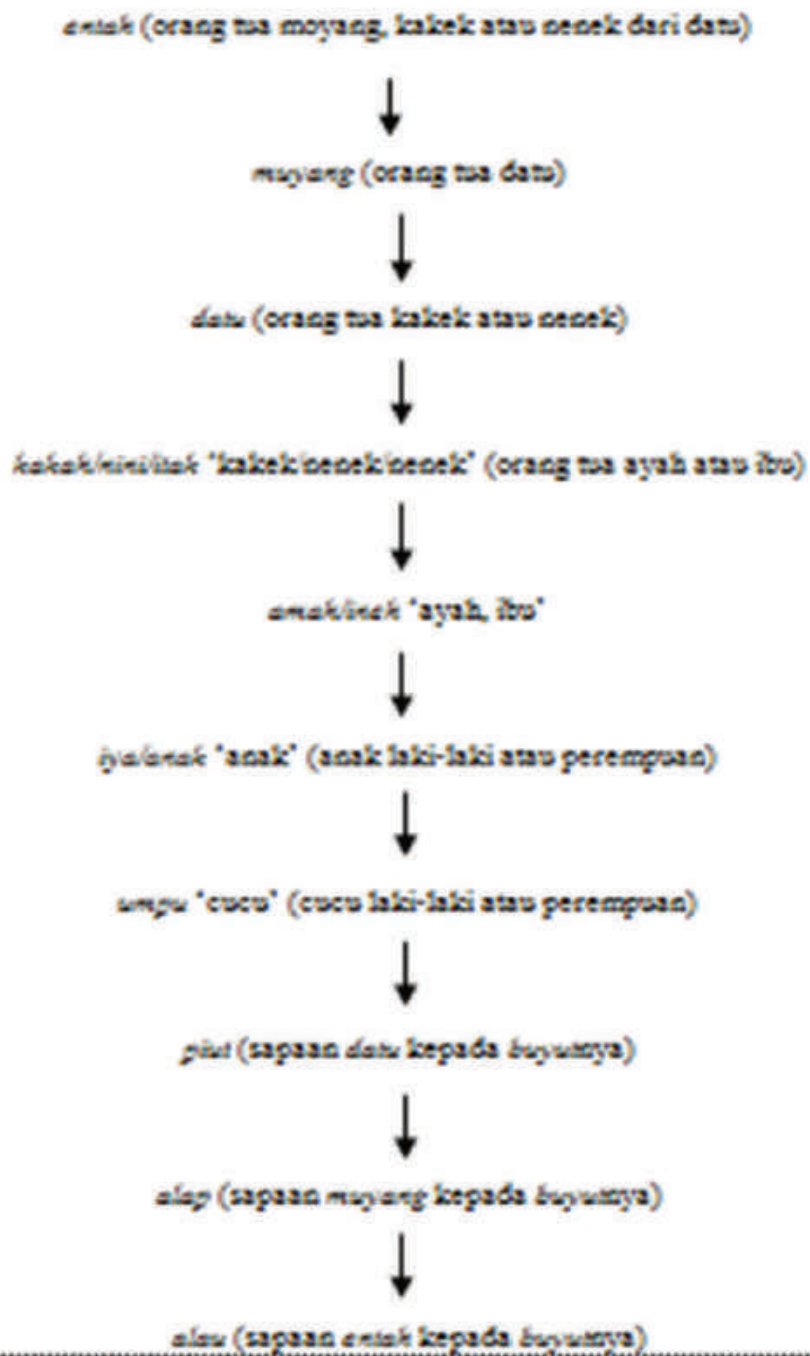 entah (orang tua moyang, kakek atau nenek dari datu)
muyang (orang tua datu)
datu (orang tua kakek atau nenek)
kakah/nini/itak ‘kakek/nenek/nenek’ (orang tua ayah atau ibu)
amah/inah ‘ayah, ibu’
iya/anak ‘anak’ (anak laki-laki atau perempuan)
umpu ‘cucu’ (cucu laki-laki atau perempuan)
piut (sapaan datu kepada buyutnya)
alap (sapaan muyang kepada buyutnya)
alau (sapaan entah kepada buyutnya)